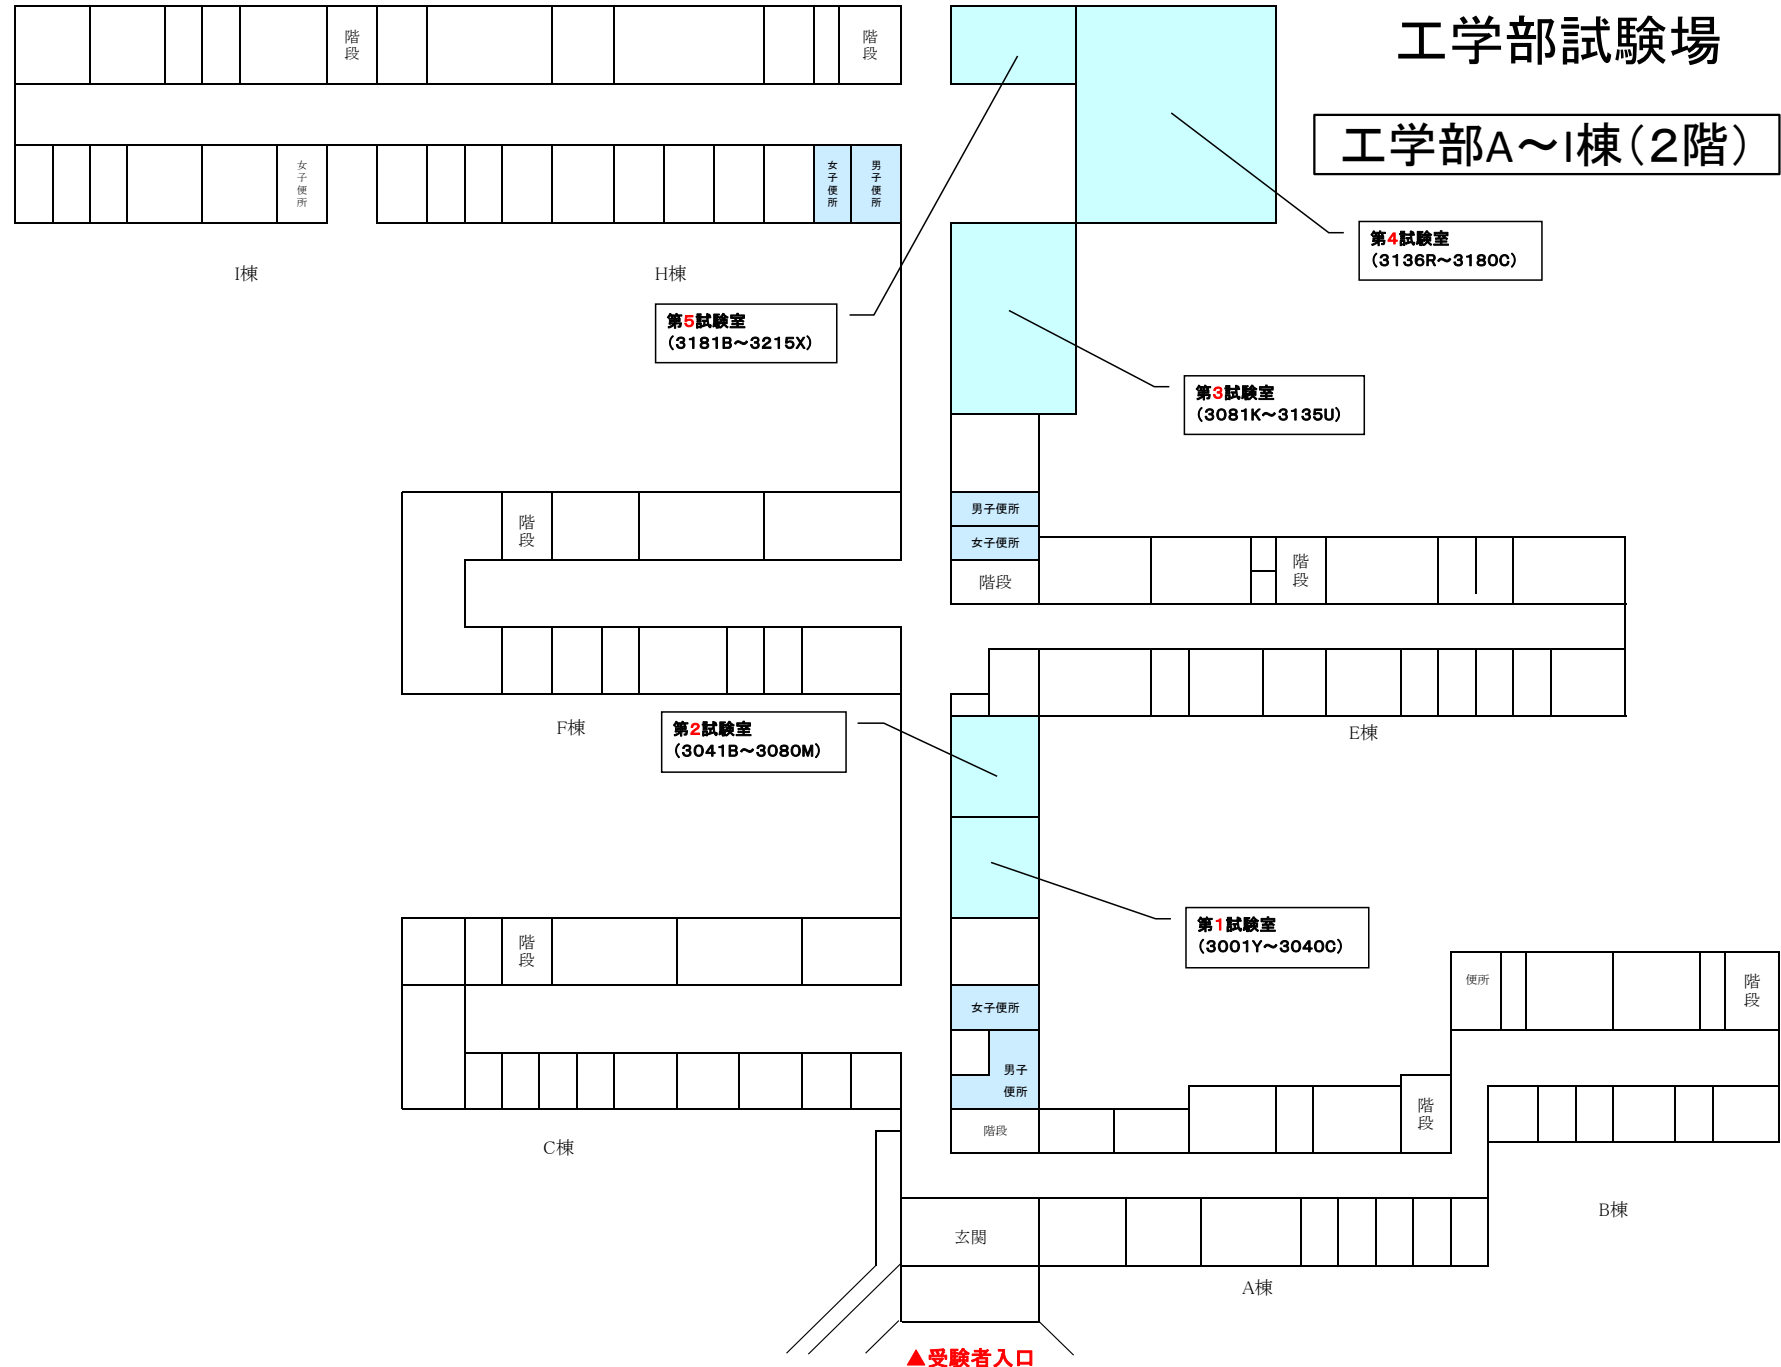 工学部試験場
工学部A～I棟（２階）
階段
階段
女子便所
女子便所
男子便所
I棟
H棟
第4試験室
（3136R～3180C）
第5試験室
（3181B～3215X）
第3試験室
（3081K～3135U）
階段
男子便所
女子便所
階段
階段
F棟
第2試験室
（3041B～3080M）
E棟
第1試験室
（3001Y～3040C）
階段
便所
階段
女子便所
男子
便所
階段
階段
C棟
B棟
玄関
A棟
▲受験者入口